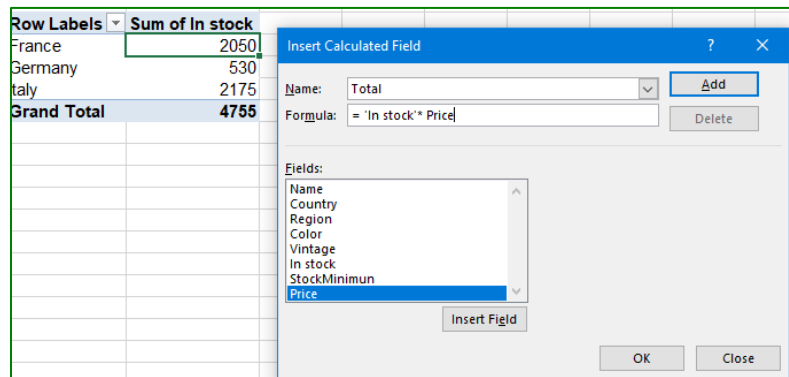 Row Labels Sum of In stock
France 2050
Germany 530
Italy 2175
Grand Total 4755
Insert Calculated Field ? ×
Name: Total Add
Formula: = 'In stock'* Price Delete
Fields:
Name
Country
Region
Color
Vintage
In stock
StockMinimun
Price
Insert Field
OK Close